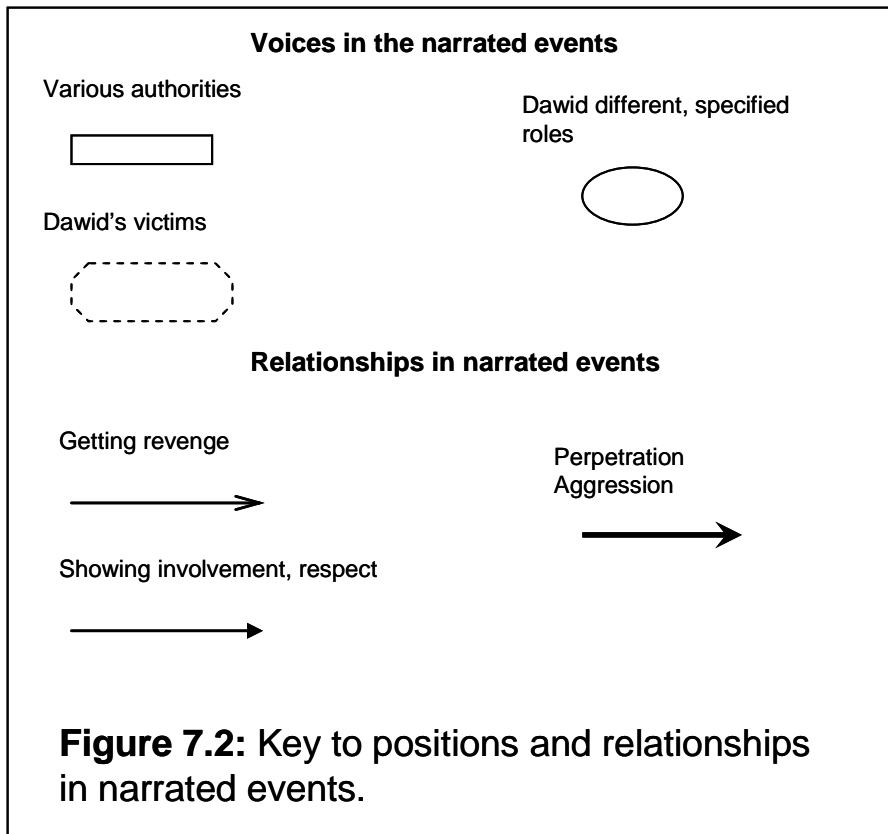 Voices in the narrated events
Various authorities
Dawid different, specified
roles
Dawid’s victims
Relationships in narrated events
Getting revenge
Perpetration
Aggression
Showing involvement, respect
Figure 7.2: Key to positions and relationships
in narrated events.